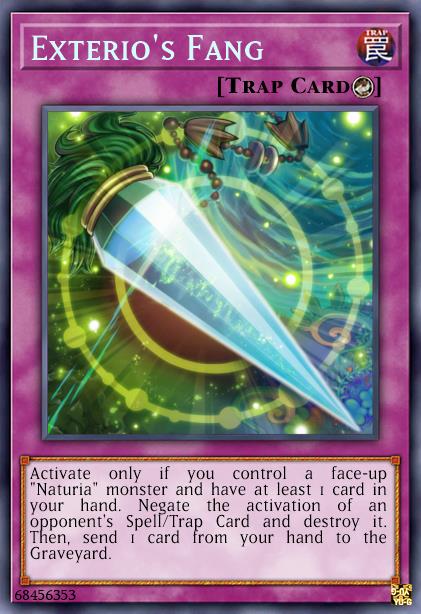 Exterio's Fang
TRAP
罠
[Trap Card]
Activate only if you control a face-up
"Naturia" monster and have at least 1 card in
your hand. Negate the activation of an
opponent's Spell/Trap Card and destroy it.
Then, send 1 card from your hand to the
Graveyard.
68456353